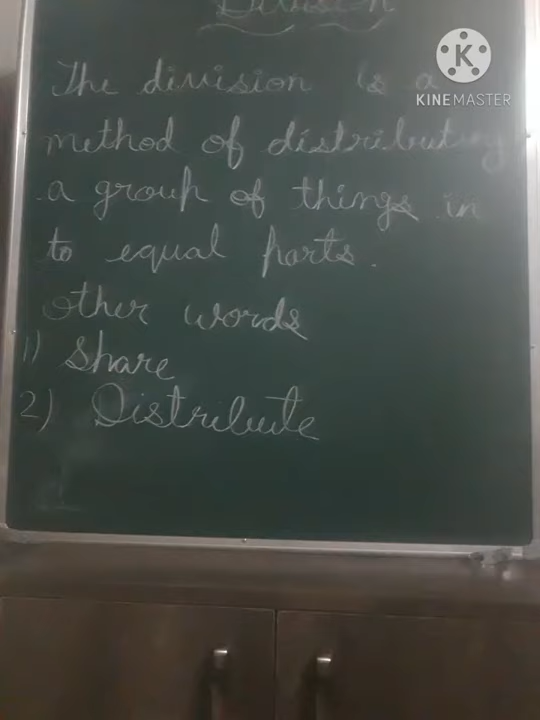 Division
The division is a
method of distributing
a group of things in
to equal parts.
other words
1) Share
2) Distribute
KINEMASTER